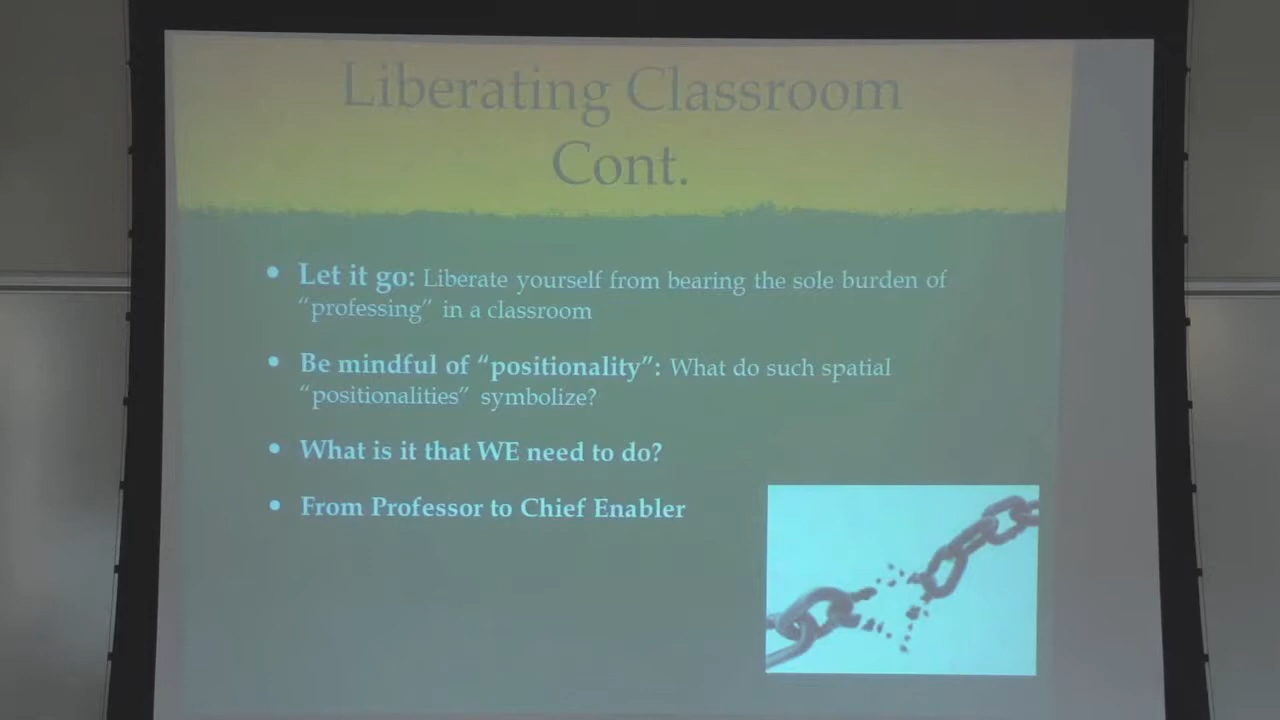 Liberating Classroom
Cont.
• Let it go: Liberate yourself from bearing the sole burden of
“professing” in a classroom
• Be mindful of “positionality”: What do such spatial
“positionalities” symbolize?
• What is it that WE need to do?
• From Professor to Chief Enabler